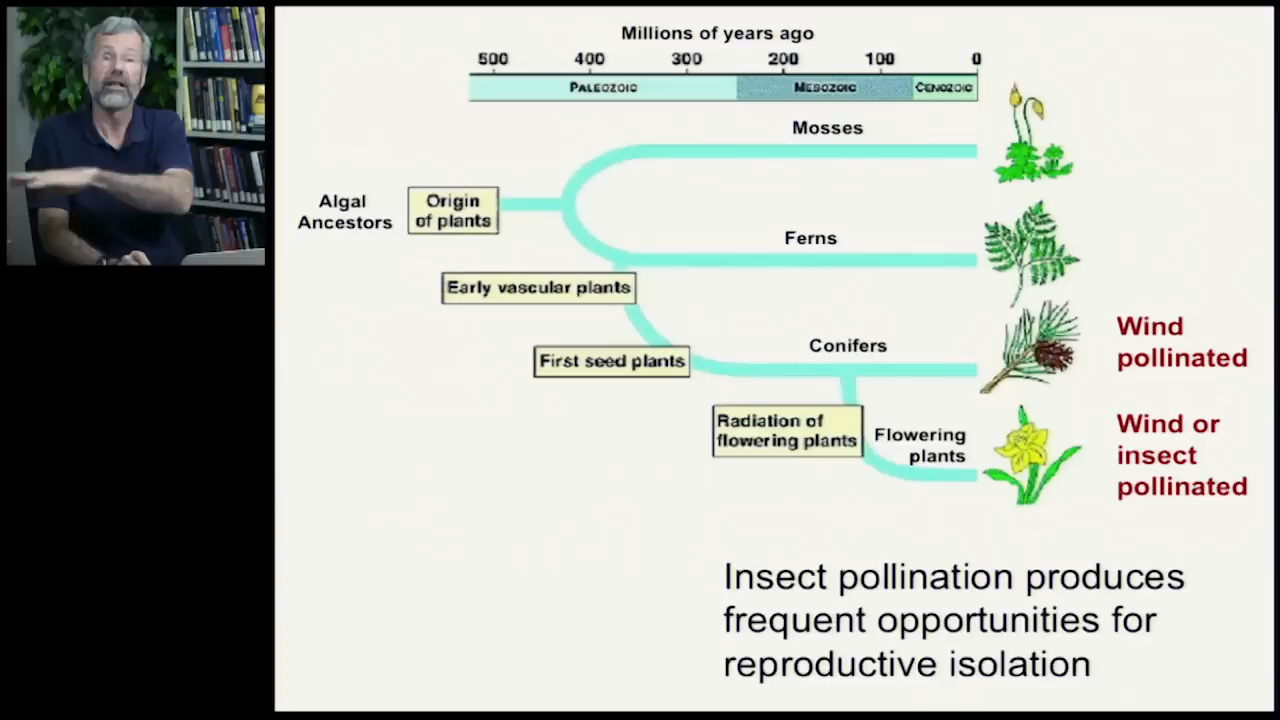 Millions of years ago
500 400 300 200 100 0
PALEOZOIC MESOZOIC CENOZOIC
Mosses
Algal
Ancestors
Origin
of plants
Ferns
Early vascular plants
Wind
pollinated
Conifers
First seed plants
Radiation of
flowering plants
Flowering
plants
Wind or
insect
pollinated
Insect pollination produces
frequent opportunities for
reproductive isolation